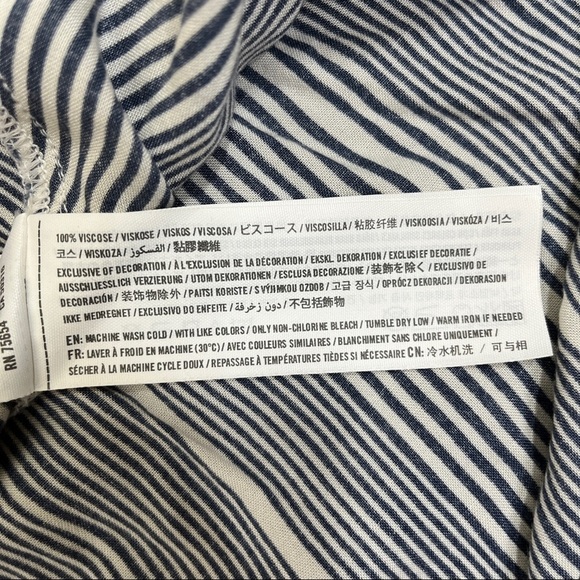 100% VISCOSE / VISKOSE / VISKOS / VISCOSA / ビスコース / VISCOSILLA / 粘胶纤维 / VISKOOSIA / VISKÓZA / 비스
코스 / WISKOZA / الفسكوز / 黏膠纖維
EXCLUSIVE OF DECORATION / À L'EXCLUSION DE LA DÉCORATION / EKSKL. DEKORATION / EXCLUSIEF DECORATIE /
AUSSCHLIESSLICH VERZIERUNG / UTOM DEKORATIONEN / ESCLUSA DECORAZIONE / 装飾を除く / EXCLUSIVO DE
DECORACIÓN / 装饰物除外 / PAITSI KORISTE / S VÝJIMKOU OZDOB / 고급 장식 / OPRÓCZ DEKORACJI / DEKORASJON
IKKE MEDREGNET / EXCLUSIVO DO ENFEITE / دون زخرفة / 不包括飾物
EN: MACHINE WASH COLD / WITH LIKE COLORS / ONLY NON-CHLORINE BLEACH / TUMBLE DRY LOW / WARM IRON IF NEEDED
FR: LAVER À FROID EN MACHINE (30°C) / AVEC COULEURS SIMILAIRES / BLANCHIMENT SANS CHLORE UNIQUEMENT /
SÉCHER À LA MACHINE CYCLE DOUX / REPASSAGE À TEMPÉRATURES TIÈDES SI NÉCESSAIRE CN: 冷水机洗 / 可与相
RN 75654